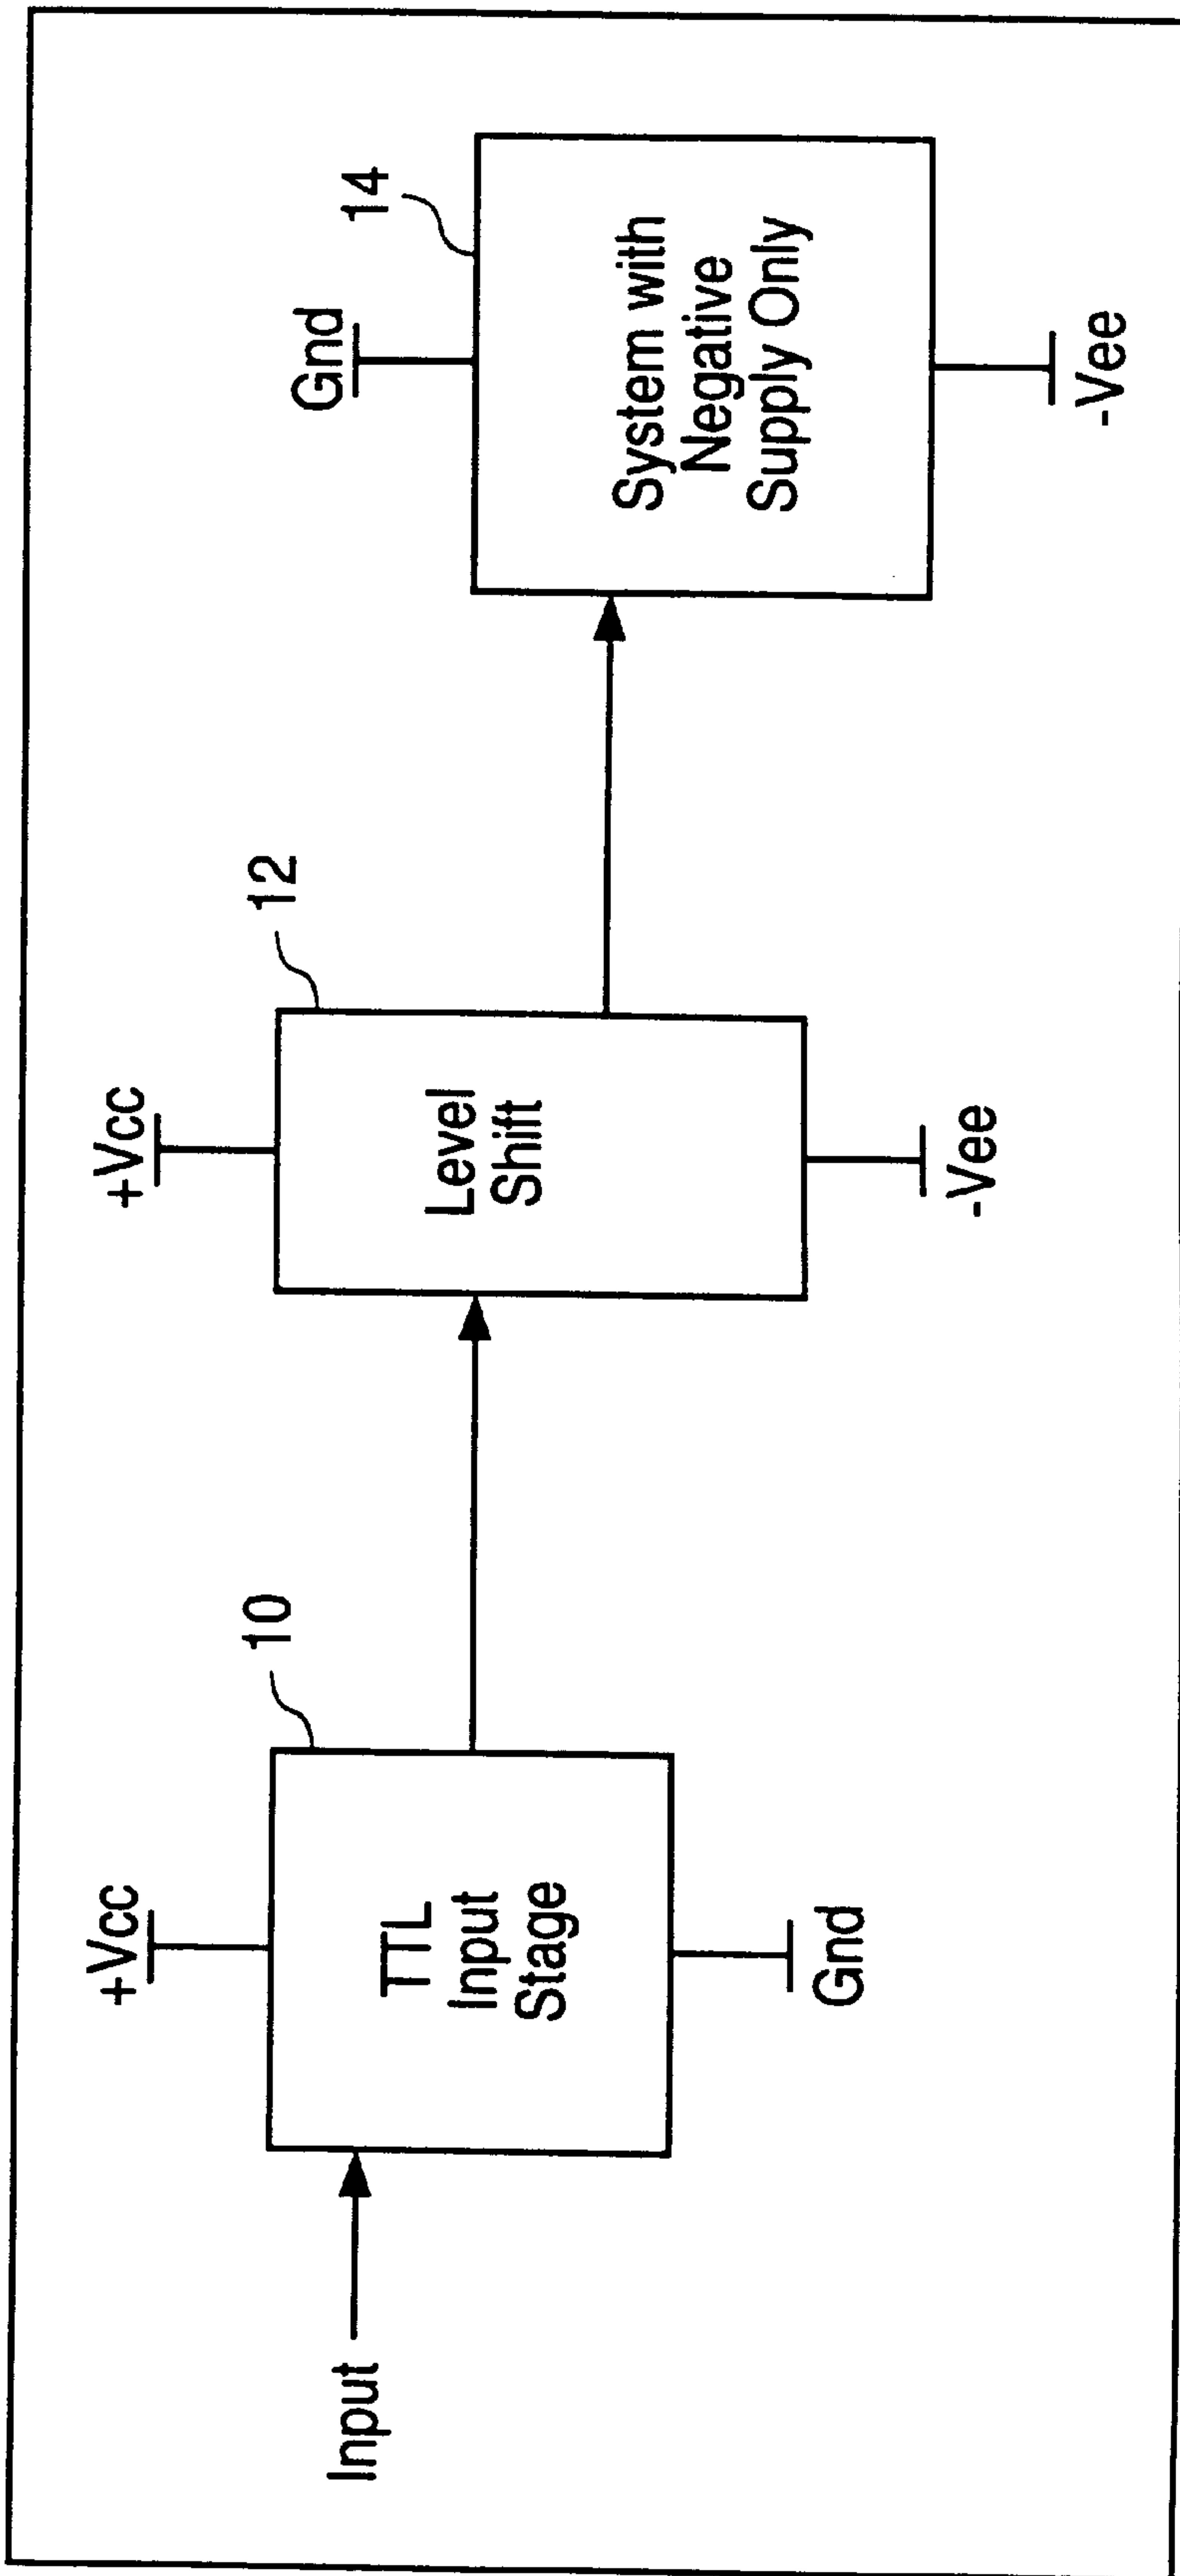 Input
+Vcc
10
TTL
Input
Stage
Gnd
+Vcc
12
Level
Shift
-Vee
Gnd
14
System with
Negative
Supply Only
-Vee